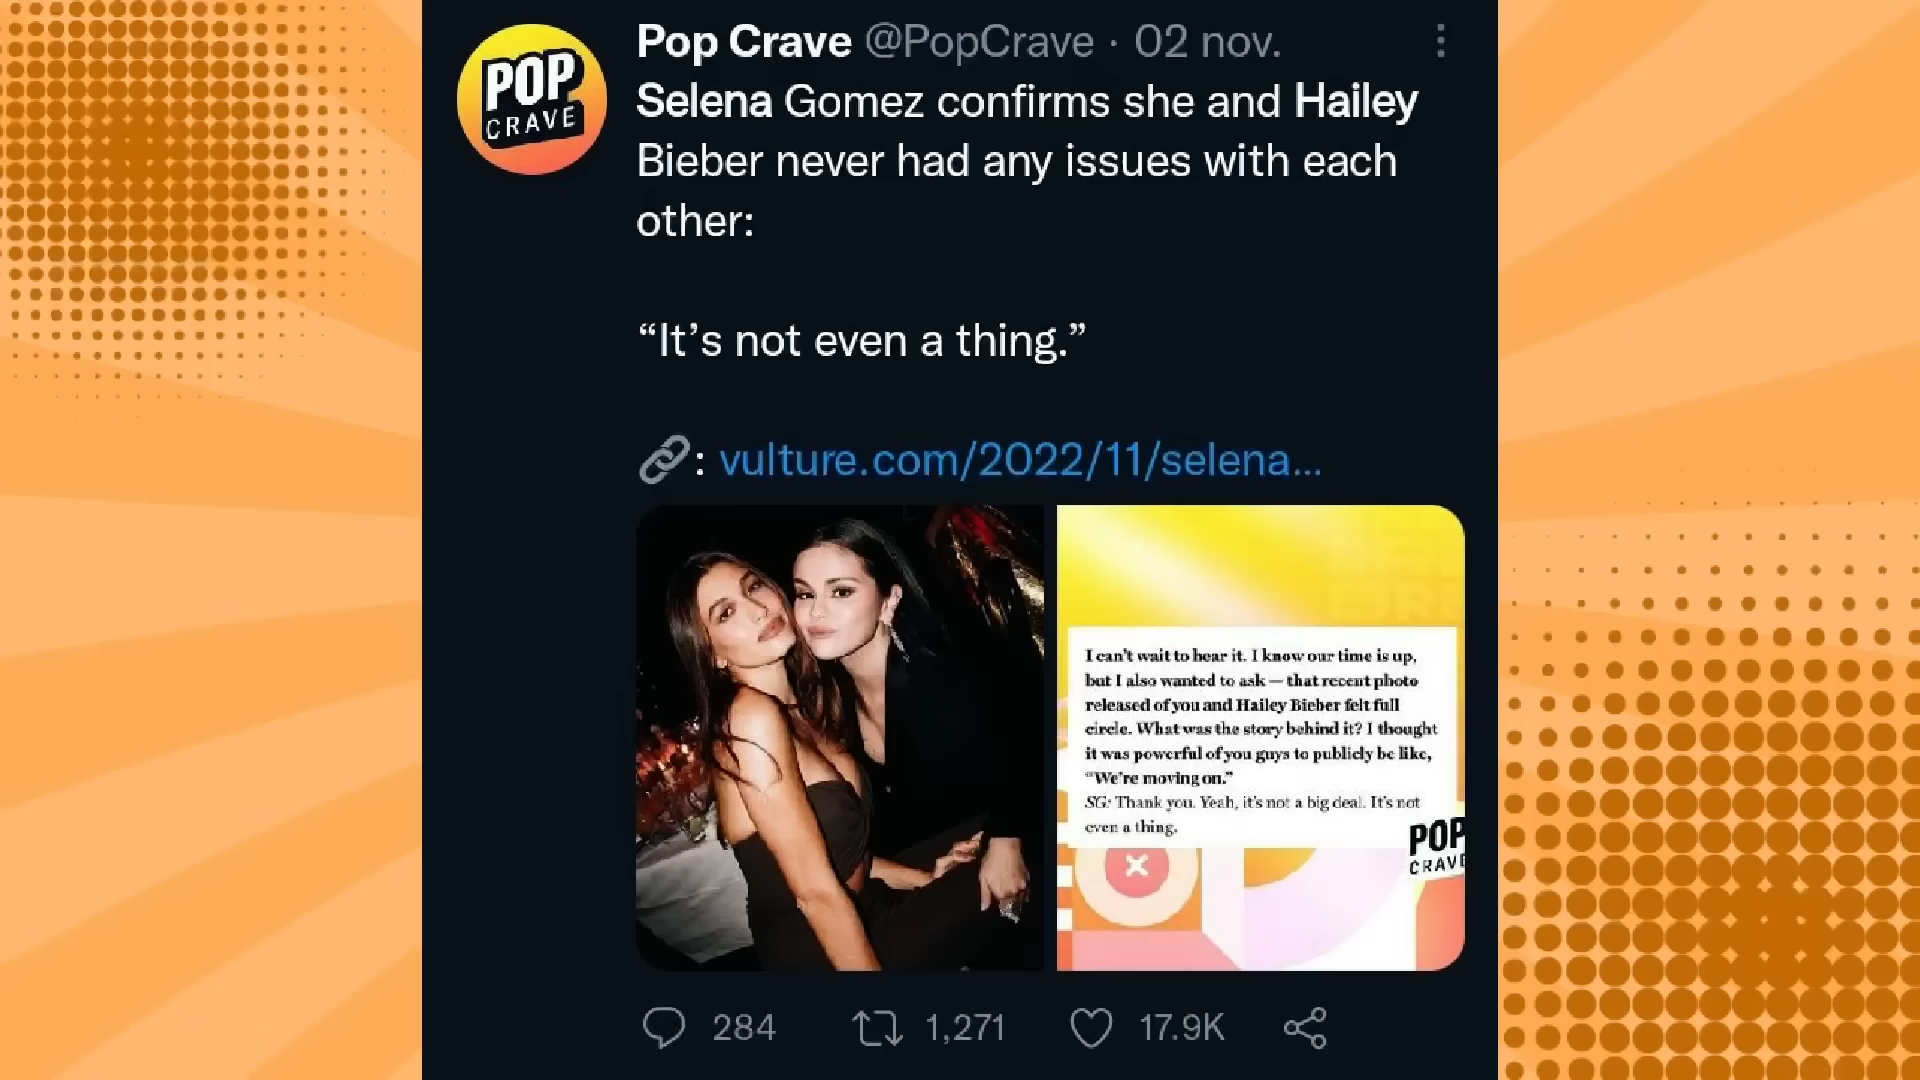 POP
CRAVE
Pop Crave @PopCrave · 02 nov.
Selena Gomez confirms she and Hailey
Bieber never had any issues with each
other:
“It’s not even a thing.”
: vulture.com/2022/11/selena...
I can't wait to hear it. I know our time is up,
but I also wanted to ask — that recent photo
released of you and Hailey Bieber felt full
circle. What was the story behind it? I thought
it was powerful of you guys to publicly be like,
“We're moving on.”
SG: Thank you. Yeah, it's not a big deal. It's not
even a thing.
POP
CRAVE
284 1,271 17.9K